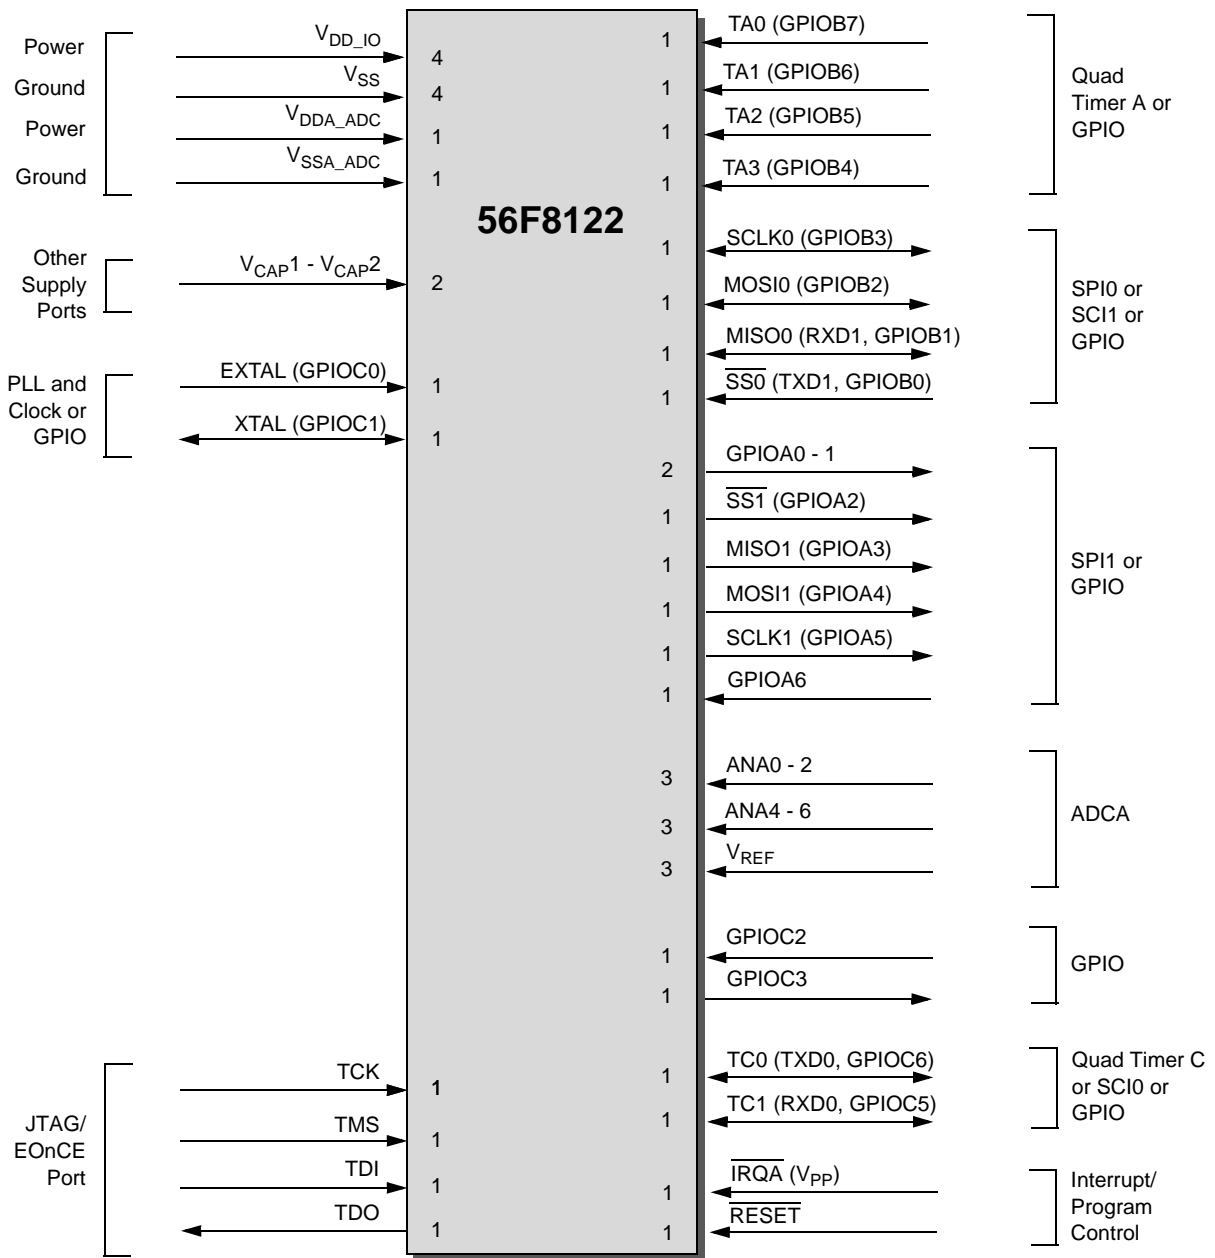 Power
Ground
Power
Ground
V_DD_IO
4
V_SS
4
V_DDA_ADC
1
V_SSA_ADC
1
Other
Supply
Ports
V_CAP1 - V_CAP2
2
PLL and
Clock or
GPIO
EXTAL (GPIOC0)
1
XTAL (GPIOC1)
1
JTAG/
EOnCE
Port
TCK
1
TMS
1
TDI
1
TDO
1
56F8122
1
TA0 (GPIOB7)
1
TA1 (GPIOB6)
1
TA2 (GPIOB5)
1
TA3 (GPIOB4)
Quad
Timer A or
GPIO
1
SCLK0 (GPIOB3)
1
MOSI0 (GPIOB2)
1
MISO0 (RXD1, GPIOB1)
1
SS0 (TXD1, GPIOB0)
SPI0 or
SCI1 or
GPIO
2
GPIOA0 - 1
1
SS1 (GPIOA2)
1
MISO1 (GPIOA3)
1
MOSI1 (GPIOA4)
1
SCLK1 (GPIOA5)
1
GPIOA6
SPI1 or
GPIO
3
ANA0 - 2
3
ANA4 - 6
3
V_REF
ADCA
1
GPIOC2
1
GPIOC3
GPIO
1
TC0 (TXD0, GPIOC6)
1
TC1 (RXD0, GPIOC5)
Quad Timer C
or SCI0 or
GPIO
1
IRQA (V_PP)
1
RESET
Interrupt/
Program
Control